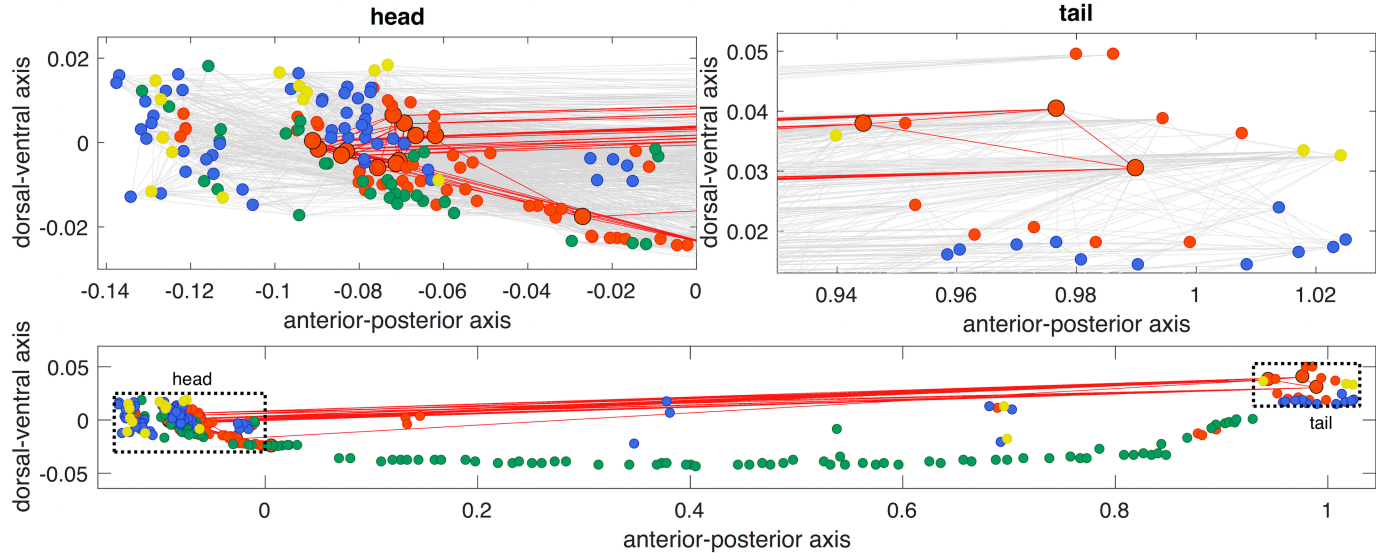 head
dorsal-ventral axis
0.02
0
-0.02
-0.14 -0.12 -0.1 -0.08 -0.06 -0.04 -0.02 0
anterior-posterior axis
tail
dorsal-ventral axis
0.05
0.04
0.03
0.02
0.94 0.96 0.98 1 1.02
anterior-posterior axis
dorsal-ventral axis
0.05
0
-0.05
head
tail
0 0.2 0.4 0.6 0.8 1
anterior-posterior axis